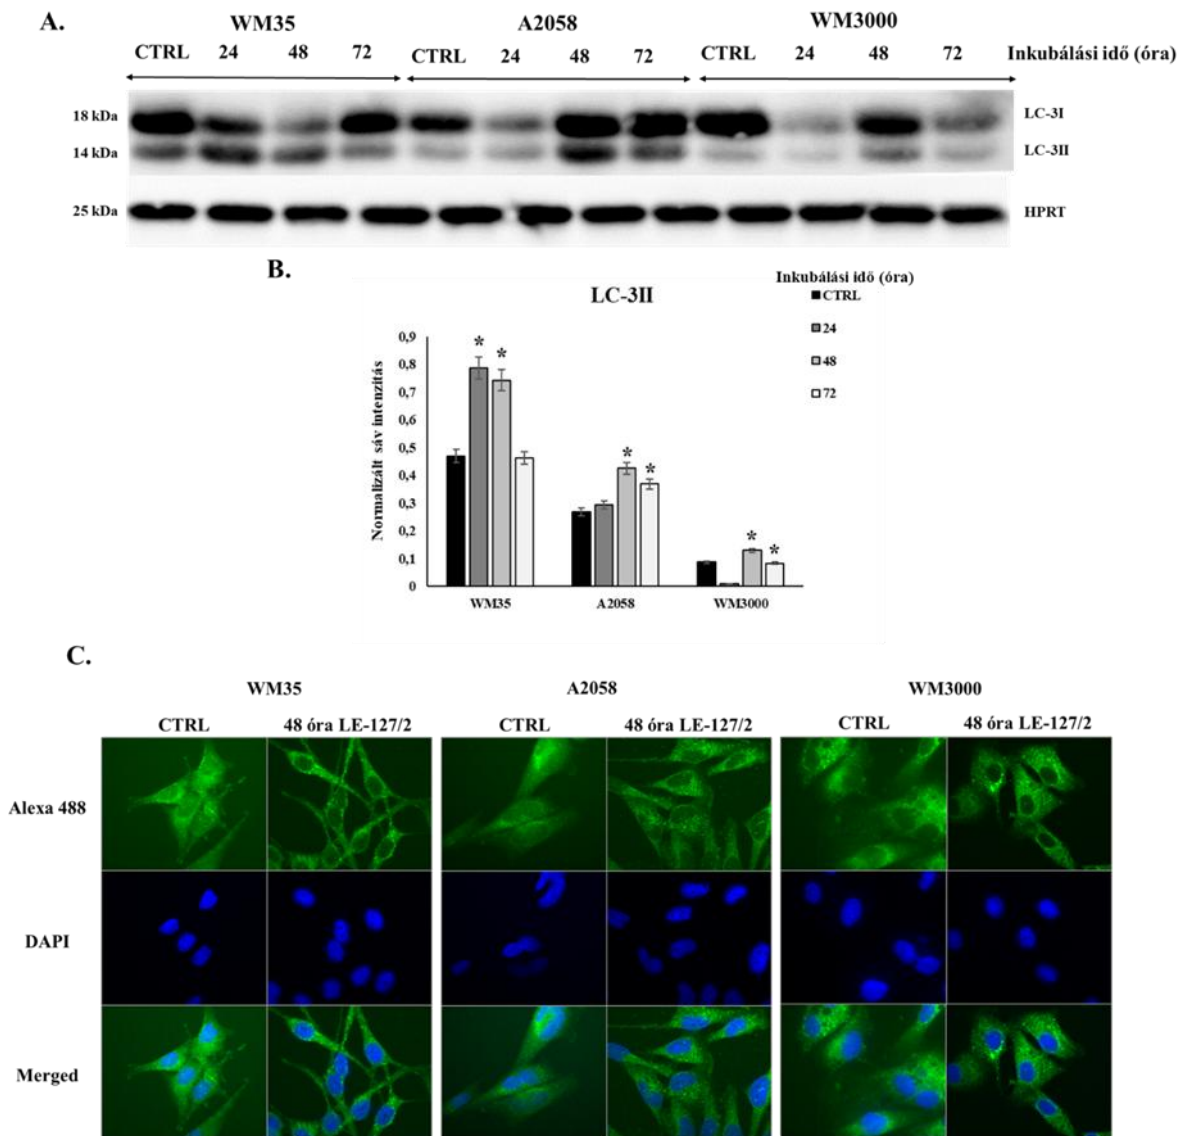 A.
WM35 A2058 WM3000
CTRL 24 48 72 CTRL 24 48 72 CTRL 24 48 72 Inkubálási idő (óra)
18 kDa LC-3I
14 kDa LC-3II
25 kDa HPRT
B.
Inkubálási idő (óra)
LC-3II
CTRL
24
48
72
Normalizált sáv intenzitás
0,9
0,8
0,7
0,6
0,5
0,4
0,3
0,2
0,1
0
* *
* *
* *
WM35 A2058 WM3000
C.
WM35 A2058 WM3000
CTRL 48 óra LE-127/2 CTRL 48 óra LE-127/2 CTRL 48 óra LE-127/2
Alexa 488
DAPI
Merged